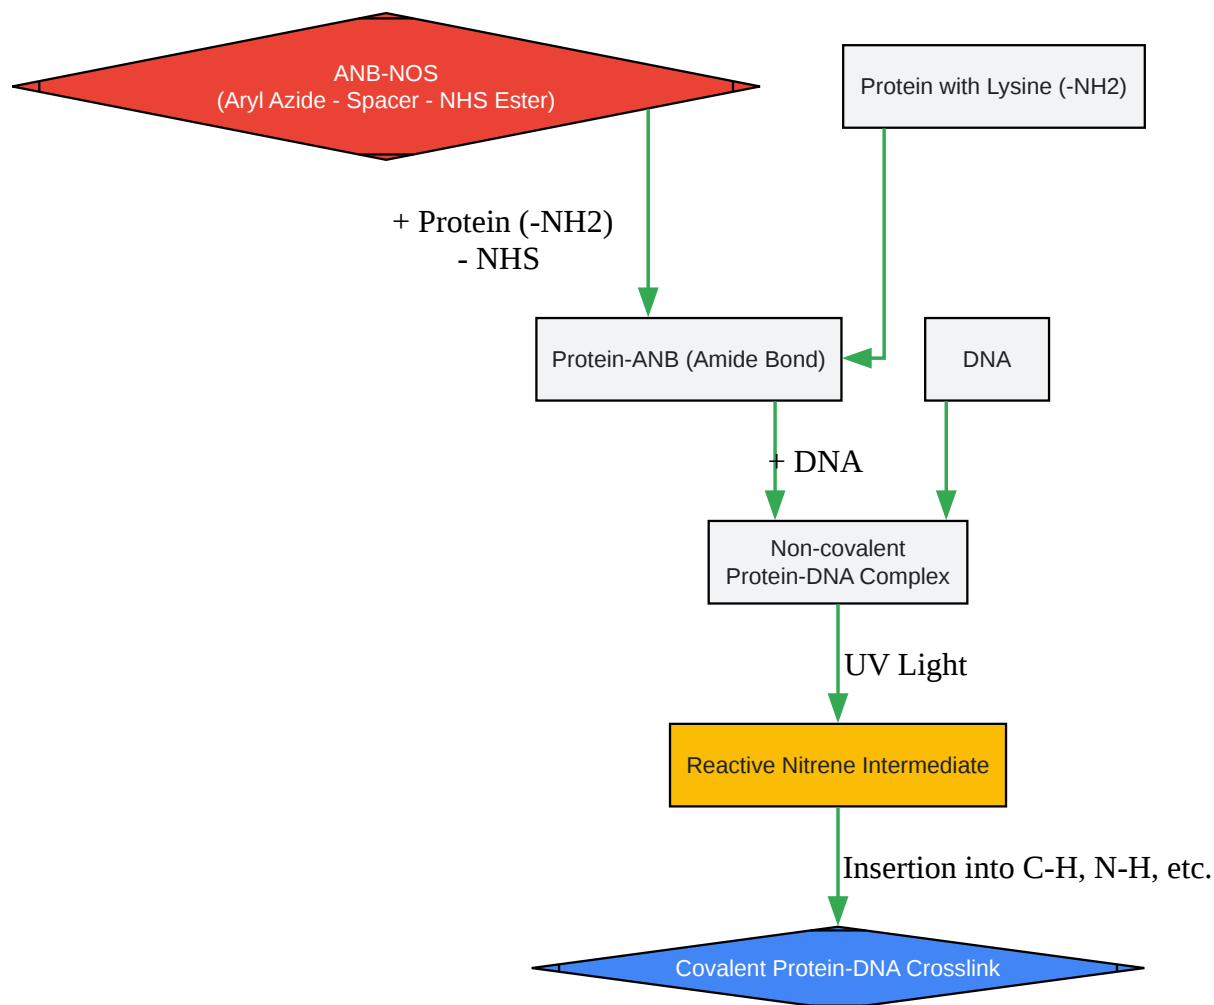 ANB-NOS
(Aryl Azide - Spacer - NHS Ester)
Protein with Lysine (-NH2)
+ Protein (-NH2)
- NHS
Protein-ANB (Amide Bond)
DNA
+ DNA
Non-covalent
Protein-DNA Complex
UV Light
Reactive Nitrene Intermediate
Insertion into C-H, N-H, etc.
Covalent Protein-DNA Crosslink